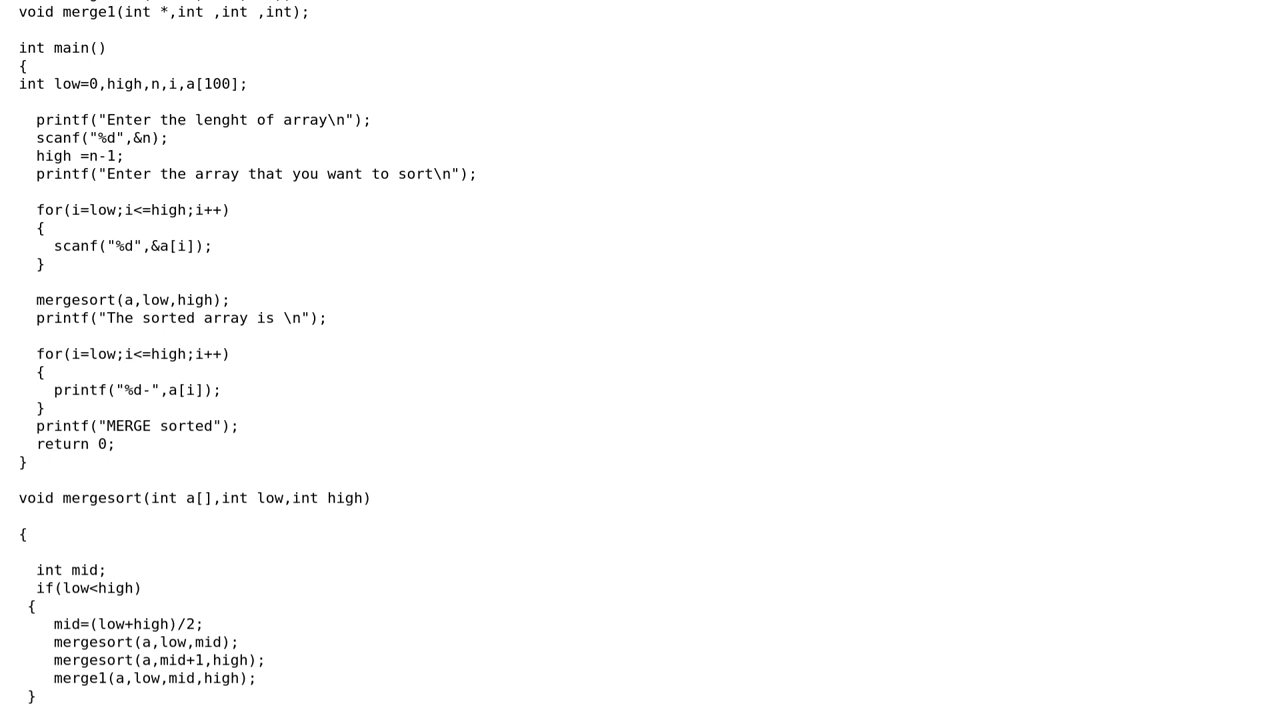 void merge1(int *,int ,int ,int);
int main()
{
int low=0,high,n,i,a[100];
printf("Enter the lenght of array\n");
scanf("%d",&n);
high =n-1;
printf("Enter the array that you want to sort\n");
for(i=low;i<=high;i++)
{
scanf("%d",&a[i]);
}
mergesort(a,low,high);
printf("The sorted array is \n");
for(i=low;i<=high;i++)
{
printf("%d-",a[i]);
}
printf("MERGE sorted");
return 0;
}
void mergesort(int a[],int low,int high)
{
int mid;
if(low<high)
{
mid=(low+high)/2;
mergesort(a,low,mid);
mergesort(a,mid+1,high);
merge1(a,low,mid,high);
}